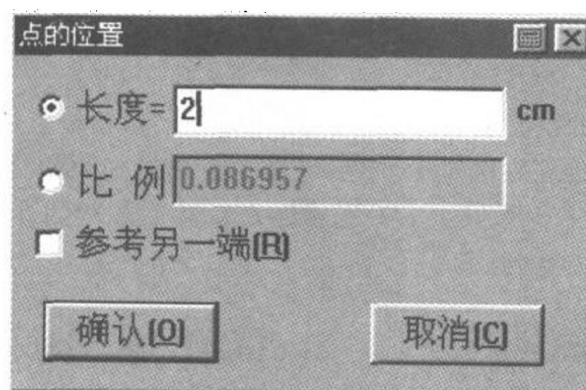 点的位置
长度= 2 cm
比 例 0.086957
参考另一端(R)
确认(O) 取消(C)